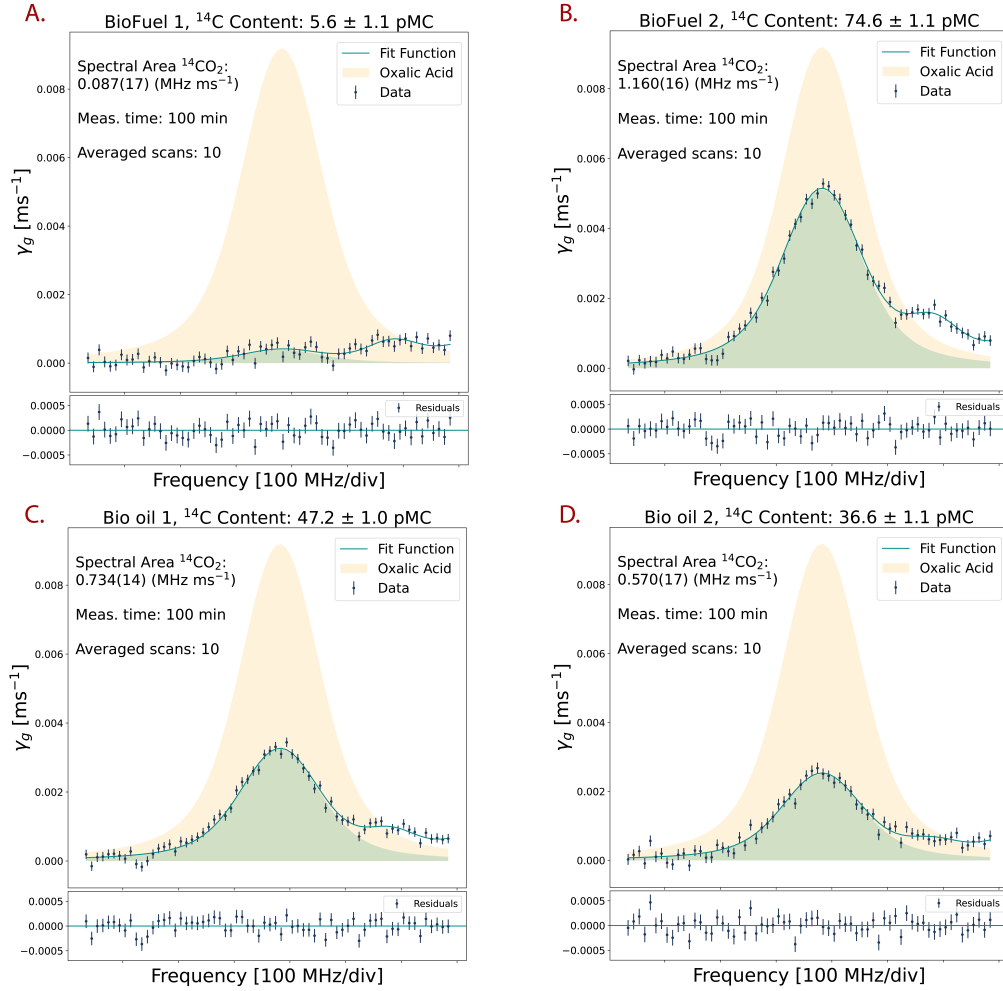 A.
BioFuel 1, ¹⁴C Content: 5.6 ± 1.1 pMC
Spectral Area ¹⁴CO₂:
0.087(17) (MHz ms⁻¹)
Meas. time: 100 min
Averaged scans: 10
Fit Function
Oxalic Acid
Data
γg [ms⁻¹]
0.008
0.006
0.004
0.002
0.000
Residuals
0.0005
0.0000
−0.0005
Frequency [100 MHz/div]
B.
BioFuel 2, ¹⁴C Content: 74.6 ± 1.1 pMC
Spectral Area ¹⁴CO₂:
1.160(16) (MHz ms⁻¹)
Meas. time: 100 min
Averaged scans: 10
Fit Function
Oxalic Acid
Data
γg [ms⁻¹]
0.008
0.006
0.004
0.002
0.000
Residuals
0.0005
0.0000
−0.0005
Frequency [100 MHz/div]
C.
Bio oil 1, ¹⁴C Content: 47.2 ± 1.0 pMC
Spectral Area ¹⁴CO₂:
0.734(14) (MHz ms⁻¹)
Meas. time: 100 min
Averaged scans: 10
Fit Function
Oxalic Acid
Data
γg [ms⁻¹]
0.008
0.006
0.004
0.002
0.000
Residuals
0.0005
0.0000
−0.0005
Frequency [100 MHz/div]
D.
Bio oil 2, ¹⁴C Content: 36.6 ± 1.1 pMC
Spectral Area ¹⁴CO₂:
0.570(17) (MHz ms⁻¹)
Meas. time: 100 min
Averaged scans: 10
Fit Function
Oxalic Acid
Data
γg [ms⁻¹]
0.008
0.006
0.004
0.002
0.000
Residuals
0.0005
0.0000
−0.0005
Frequency [100 MHz/div]